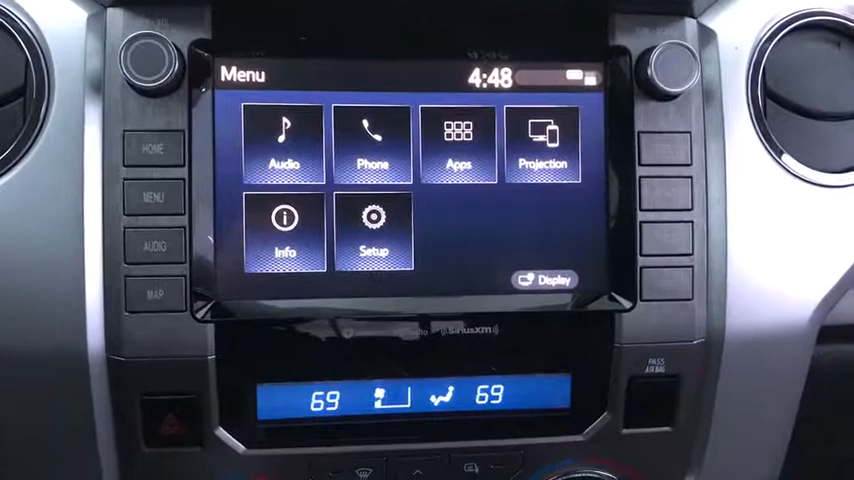 Menu 4:48
HOME
MENU
AUDIO
MAP
Audio Phone Apps Projection
Info Setup
Display
SiriusXM
PASS
AIR BAG
69 69